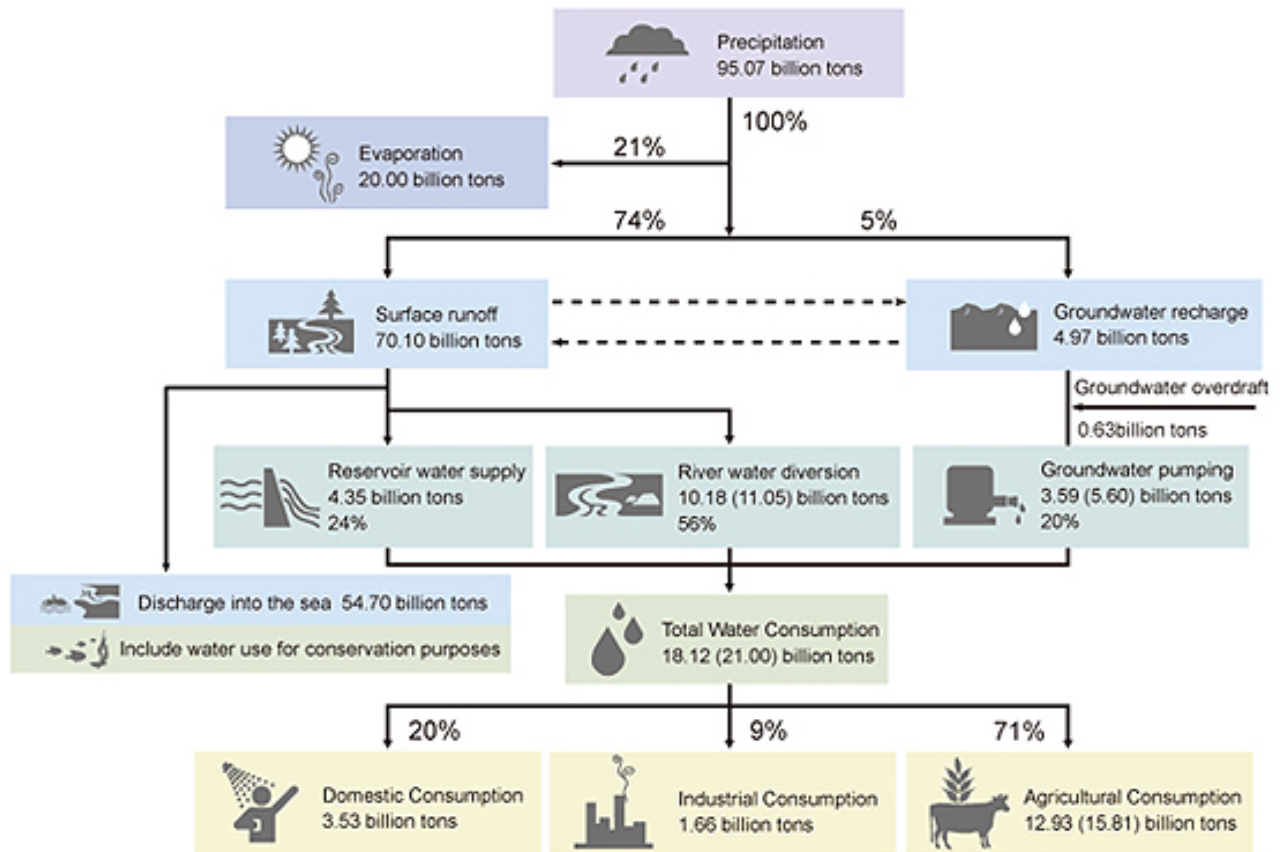 Precipitation
95.07 billion tons
100%
Evaporation
20.00 billion tons
21%
74%
5%
Surface runoff
70.10 billion tons
Groundwater recharge
4.97 billion tons
Groundwater overdraft
0.63billion tons
Reservoir water supply
4.35 billion tons
24%
River water diversion
10.18 (11.05) billion tons
56%
Groundwater pumping
3.59 (5.60) billion tons
20%
Discharge into the sea 54.70 billion tons
Include water use for conservation purposes
Total Water Consumption
18.12 (21.00) billion tons
20%
9%
71%
Domestic Consumption
3.53 billion tons
Industrial Consumption
1.66 billion tons
Agricultural Consumption
12.93 (15.81) billion tons